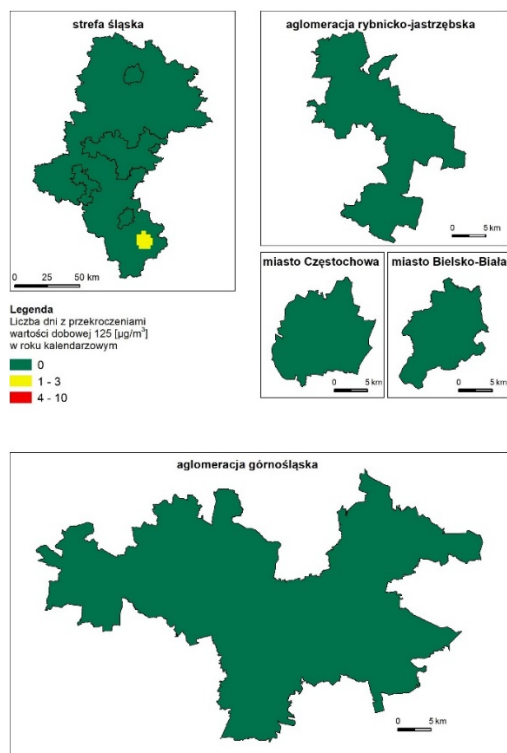 strefa śląska
0 25 50 km
Legenda
Liczba dni z przekroczeniami
wartości dobowej 125 [µg/m³]
w roku kalendarzowym
0
1 - 3
4 - 10
aglomeracja rybnicko-jastrzębska
0 5 km
miasto Częstochowa
0 5 km
miasto Bielsko-Biała
0 5 km
aglomeracja górnośląska
0 5 km